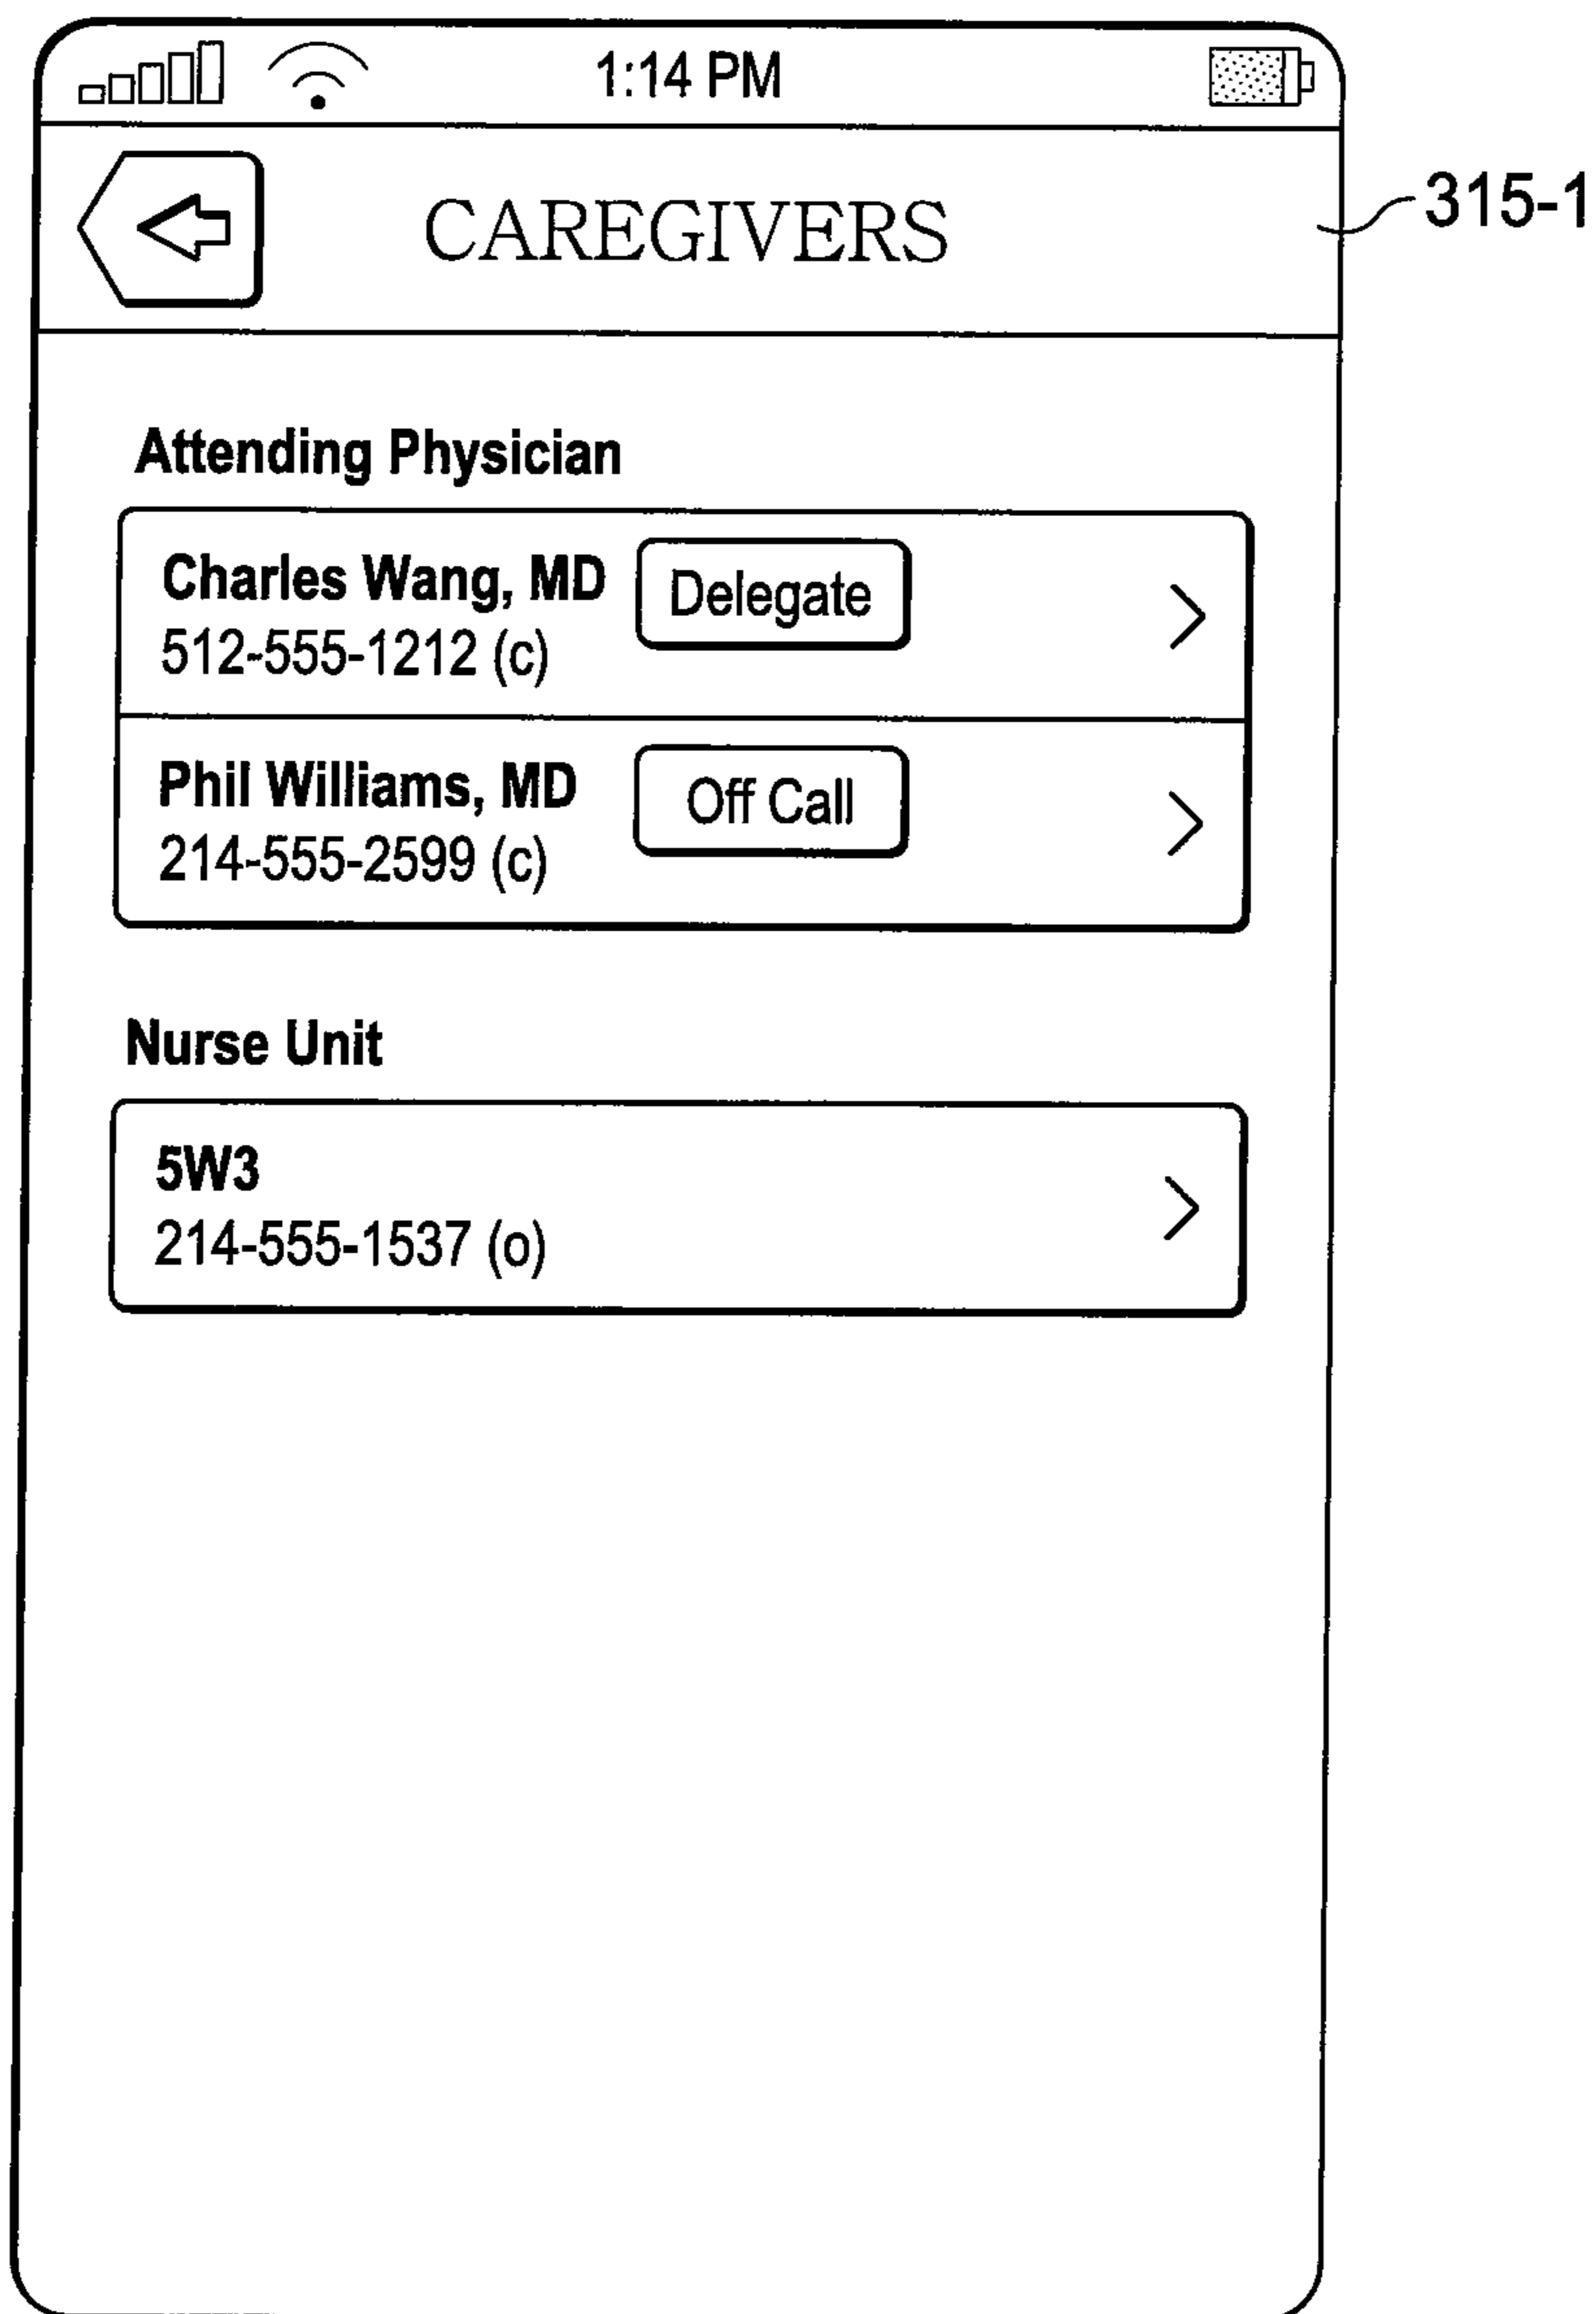 1:14 PM
CAREGIVERS
315-1
Attending Physician
Charles Wang, MD
Delegate
512-555-1212 (c)
Phil Williams, MD
Off Call
214-555-2599 (c)
Nurse Unit
5W3
214-555-1537 (o)